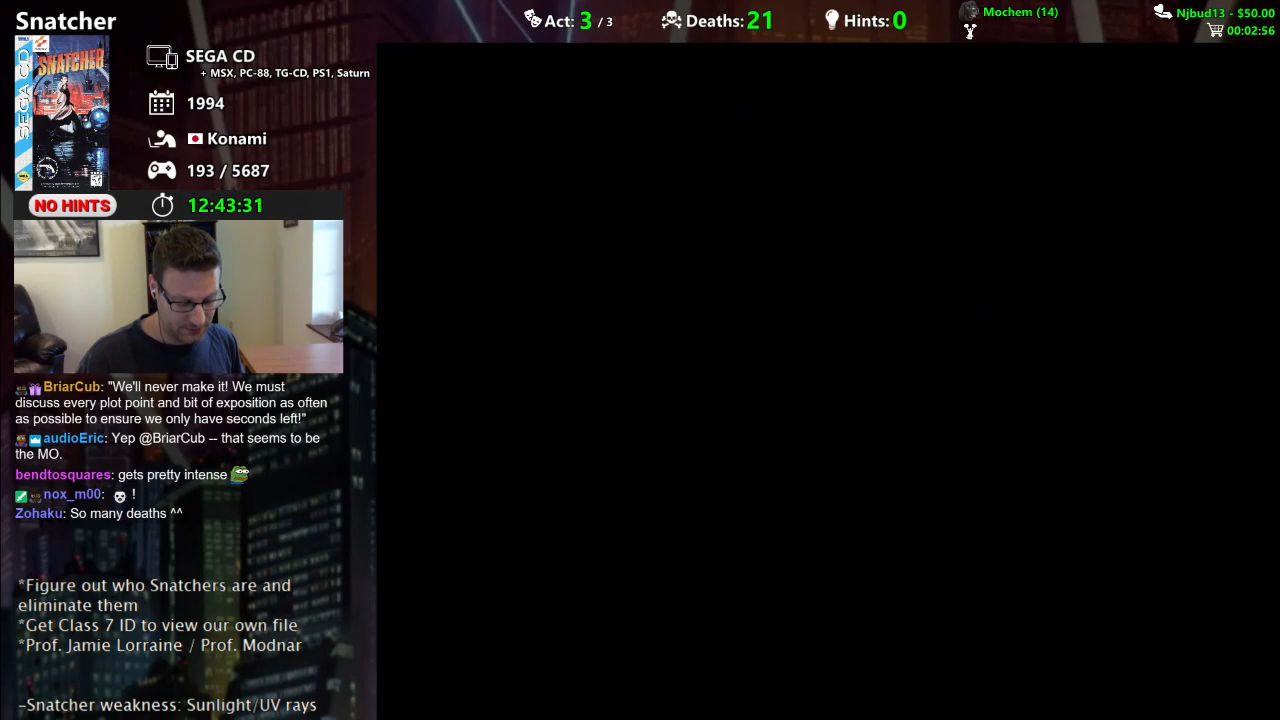 Snatcher
Act: 3 / 3
Deaths: 21
Hints: 0
Mochem (14)
Njbud13 - $50.00
00:02:56
SEGA CD
+ MSX, PC-88, TG-CD, PS1, Saturn
1994
Konami
193 / 5687
SEGA CD
SNATCHER
NO HINTS
12:43:31
BriarCub: "We'll never make it! We must
discuss every plot point and bit of exposition as often
as possible to ensure we only have seconds left!"
audioEric: Yep @BriarCub -- that seems to be
the MO.
bendtosquares: gets pretty intense
nox_m00: !
Zohaku: So many deaths ^^
*Figure out who Snatchers are and
eliminate them
*Get Class 7 ID to view our own file
*Prof. Jamie Lorraine / Prof. Modnar
-Snatcher weakness: Sunlight/UV rays